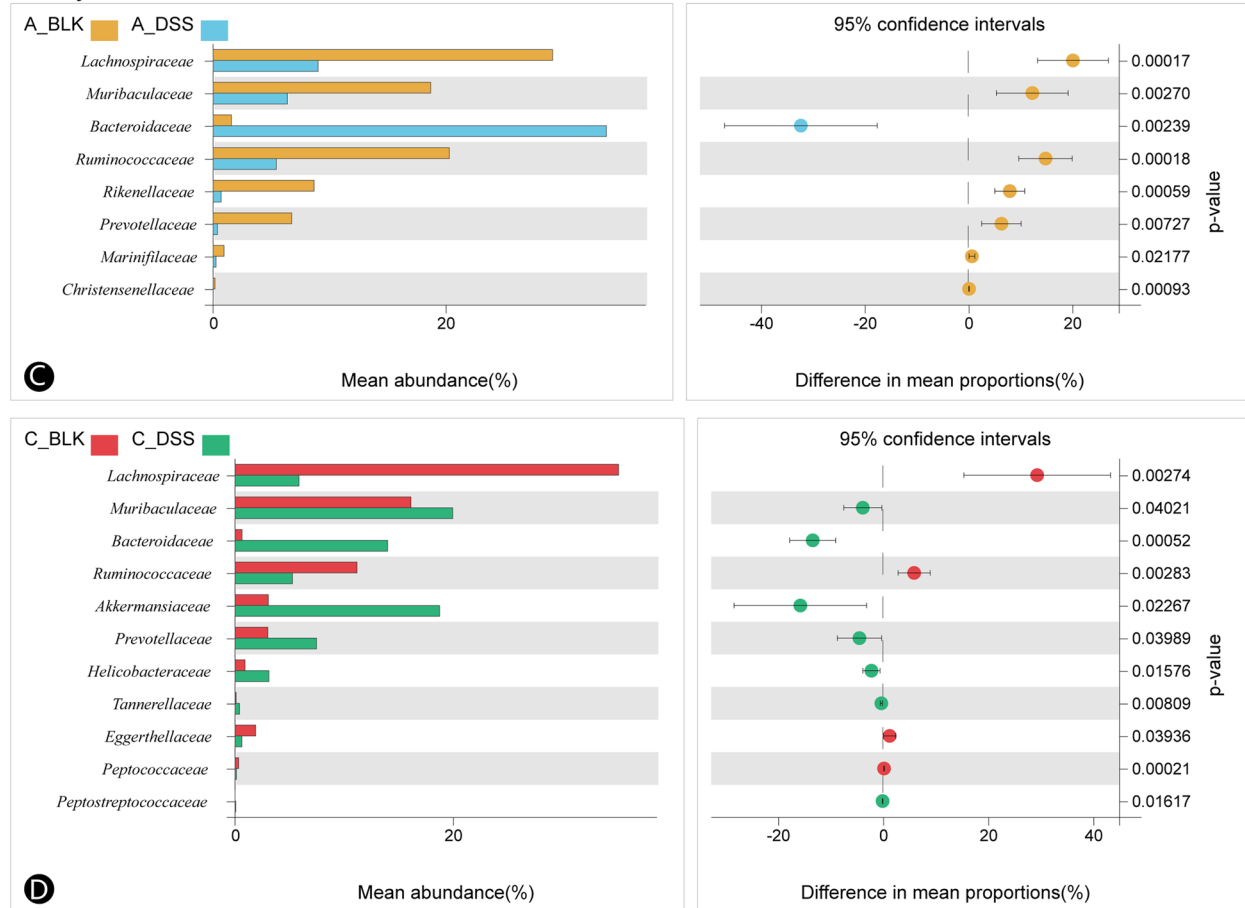 A_BLK A_DSS
95% confidence intervals
Lachnospiraceae 0.00017
Muribaculaceae 0.00270
Bacteroidaceae 0.00239
Ruminococcaceae 0.00018
Rikenellaceae 0.00059
Prevotellaceae 0.00727
Marinifilaceae 0.02177
Christensenellaceae 0.00093
p-value
0 20
-40 -20 0 20
C
Mean abundance(%)
Difference in mean proportions(%)
C_BLK C_DSS
95% confidence intervals
Lachnospiraceae 0.00274
Muribaculaceae 0.04021
Bacteroidaceae 0.00052
Ruminococcaceae 0.00283
Akkermansiaceae 0.02267
Prevotellaceae 0.03989
Helicobacteraceae 0.01576
Tannerellaceae 0.00809
Eggerthellaceae 0.03936
Peptococcaceae 0.00021
Peptostreptococcaceae 0.01617
p-value
0 20
-20 0 20 40
D
Mean abundance(%)
Difference in mean proportions(%)